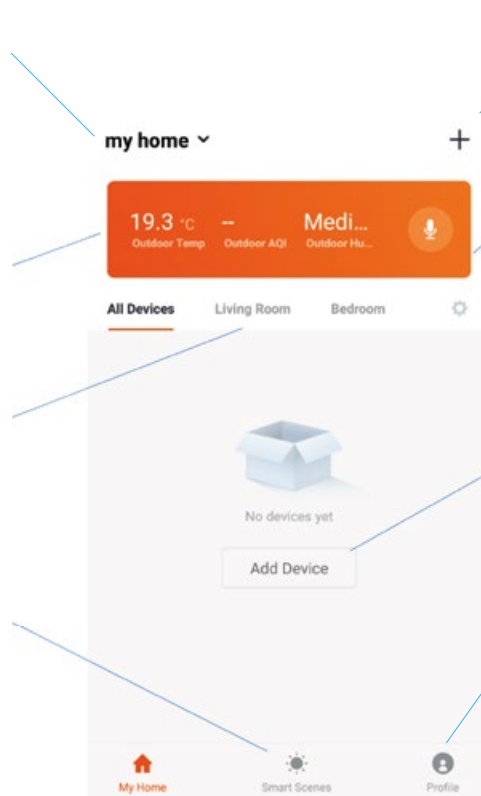 my home
19.3 °C -- Medi...
Outdoor Temp Outdoor AQI Outdoor Hu...
All Devices Living Room Bedroom
No devices yet
Add Device
My Home Smart Scenes Profile